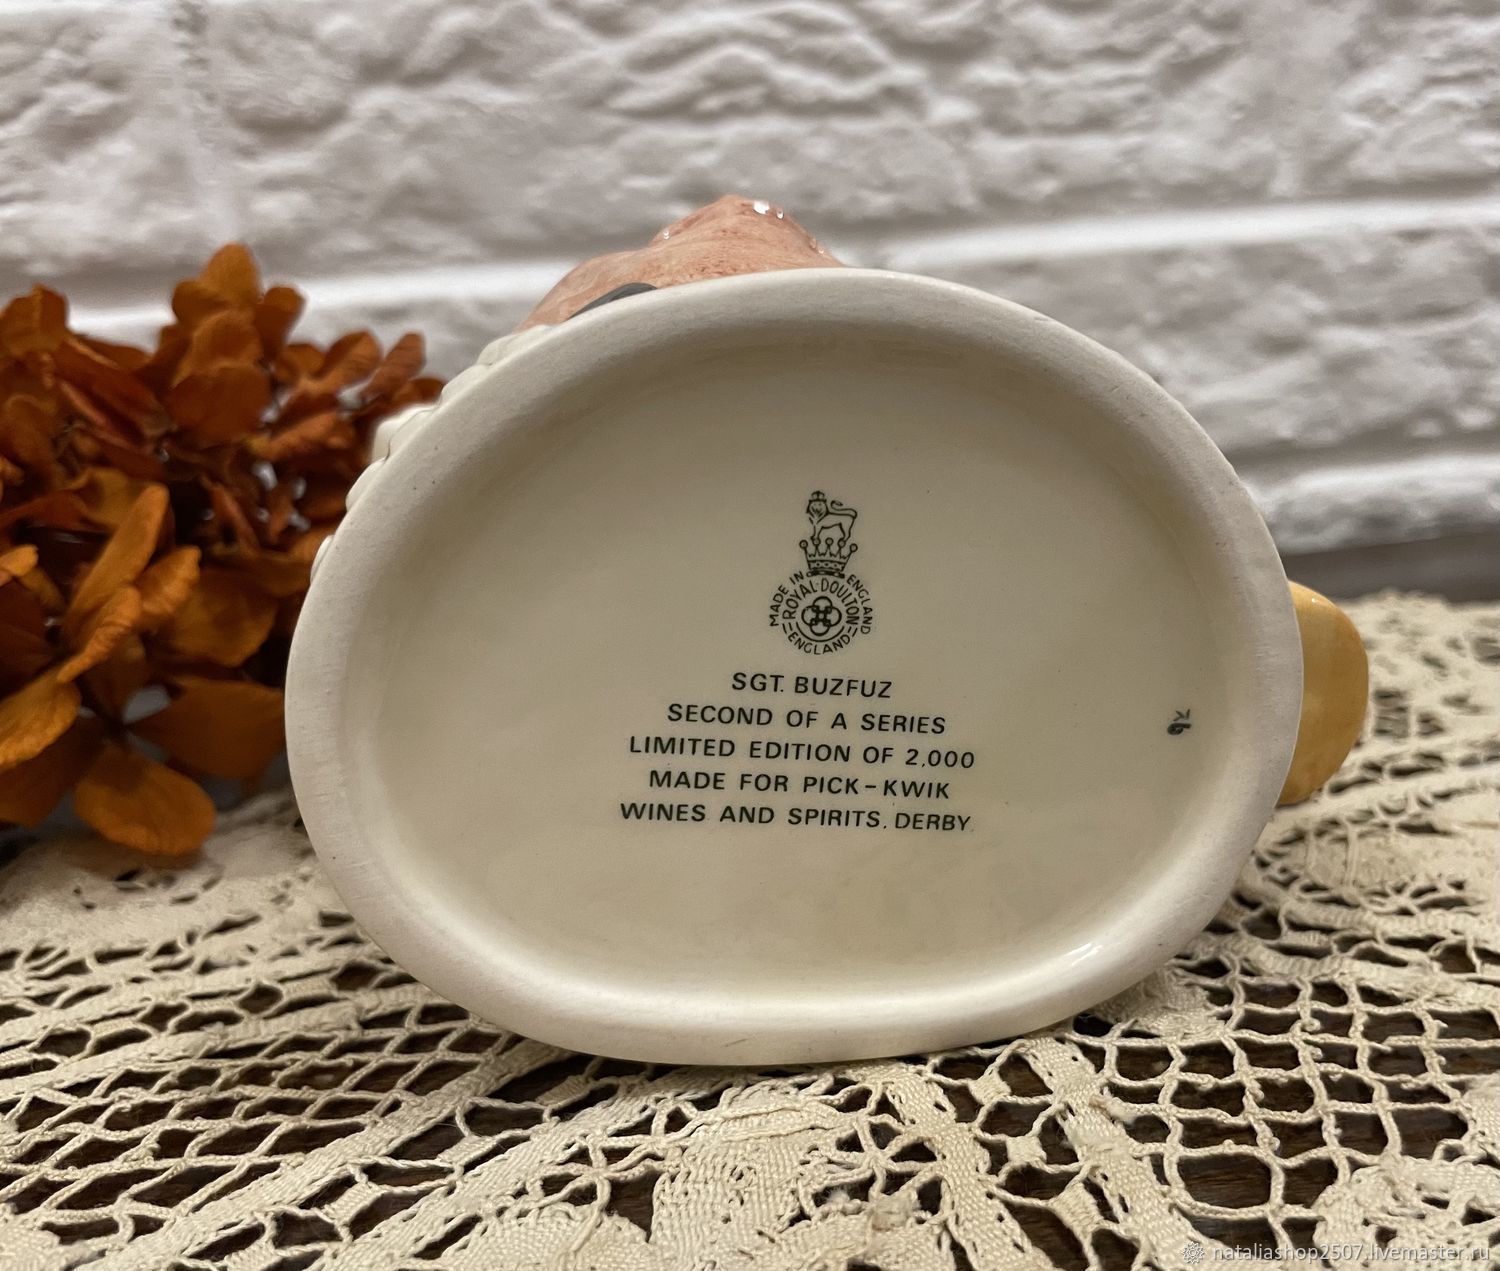 MADE IN ENGLAND
ROYAL·DOULTON
ENGLAND
SGT. BUZFUZ
SECOND OF A SERIES
LIMITED EDITION OF 2,000
MADE FOR PICK-KWIK
WINES AND SPIRITS. DERBY
nataliashop2507.livemaster.ru